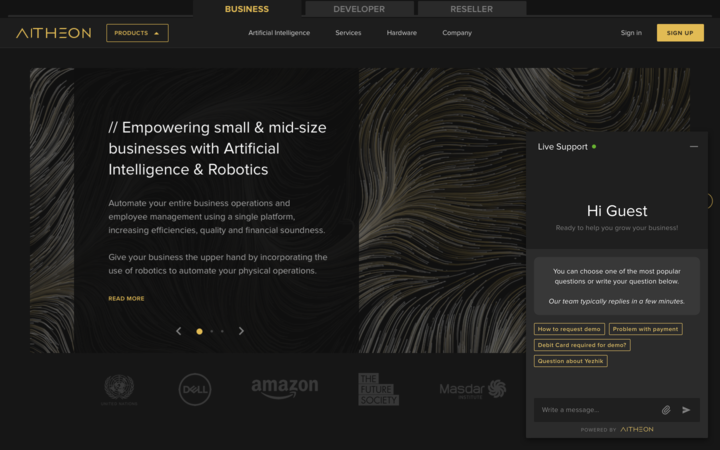 BUSINESS
DEVELOPER
RESELLER
AITHEON
PRODUCTS
Artificial Intelligence
Services
Hardware
Company
Sign in
SIGN UP
// Empowering small & mid-size
businesses with Artificial
Intelligence & Robotics
Automate your entire business operations and
employee management using a single platform,
increasing efficiencies, quality and financial soundness.
Give your business the upper hand by incorporating the
use of robotics to automate your physical operations.
READ MORE
UNITED NATIONS
DELL
amazon
THE
FUTURE
SOCIETY
Masdar
INSTITUTE
Live Support
Hi Guest
Ready to help you grow your business!
You can choose one of the most popular
questions or write your question below.
Our team typically replies in a few minutes.
How to request demo
Problem with payment
Debit Card required for demo?
Question about Yezhik
Write a message...
POWERED BY AITHEON